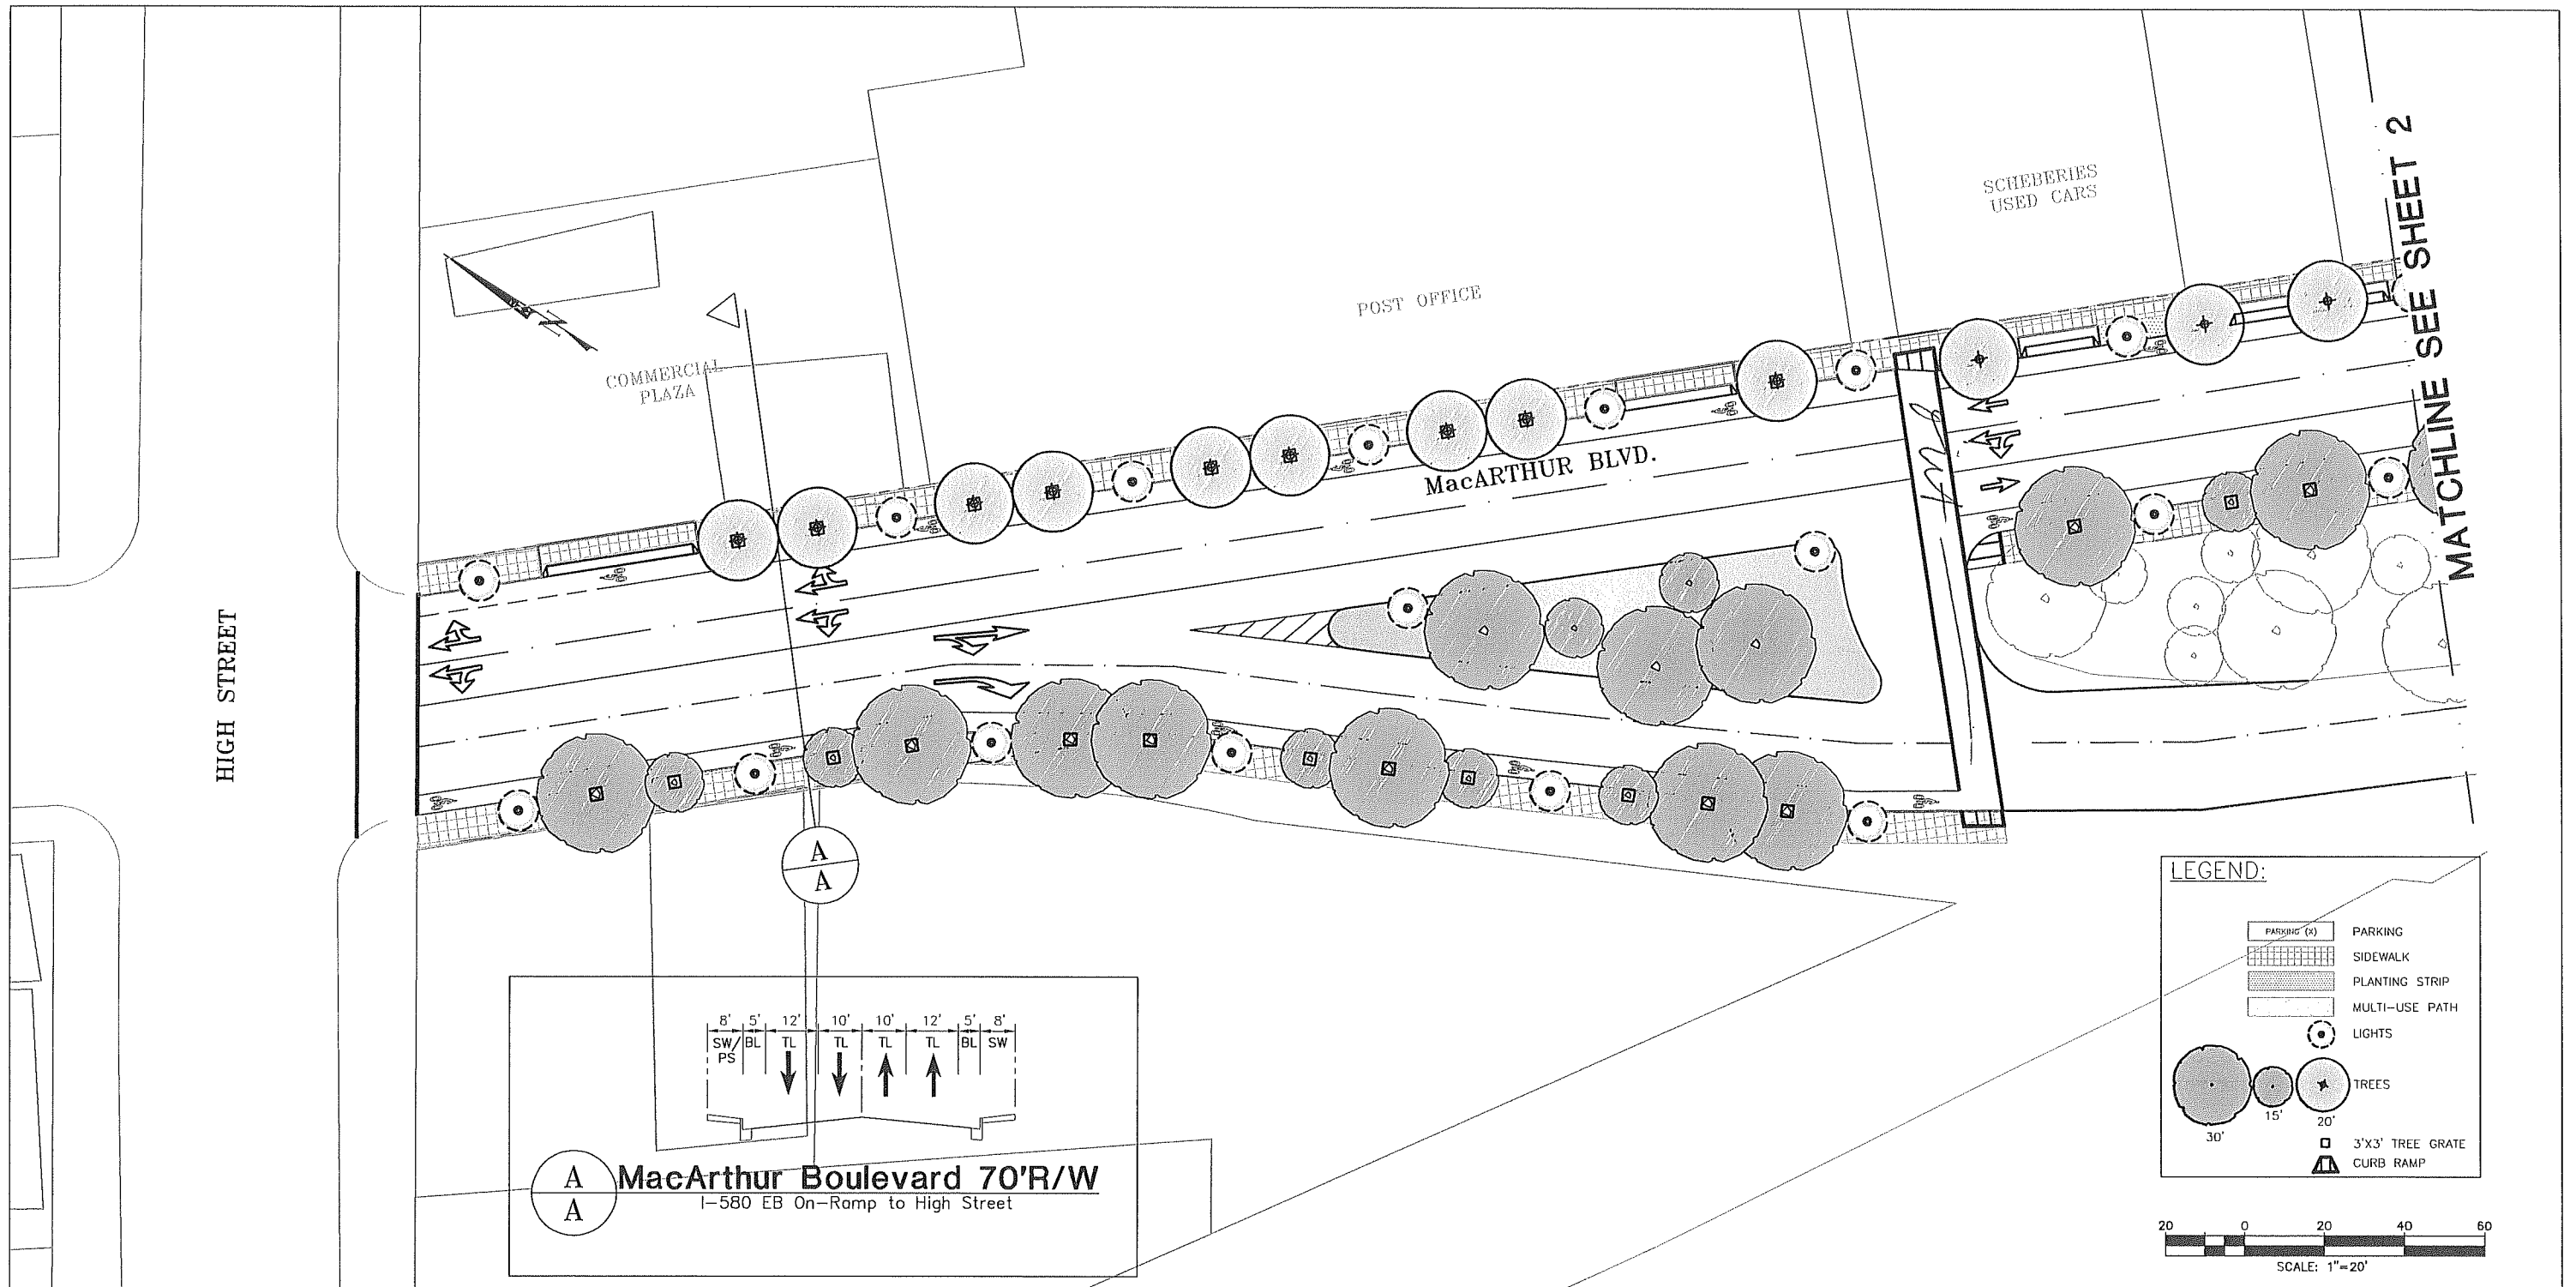 MATCHLINE SEE SHEET 2
SCHEBERIES
USED CARS
POST OFFICE
COMMERCIAL
PLAZA
MacARTHUR BLVD.
HIGH STREET
A
A
8' 5' 12' 10' 10' 12' 5' 8'
SW/ BL TL TL TL TL BL SW
PS
A
A
MacArthur Boulevard 70'R/W
I-580 EB On-Ramp to High Street
LEGEND:
PARKING (X) PARKING
SIDEWALK
PLANTING STRIP
MULTI-USE PATH
LIGHTS
TREES
30' 15' 20'
3'X3' TREE GRATE
CURB RAMP
20 0 20 40 60
SCALE: 1"=20'